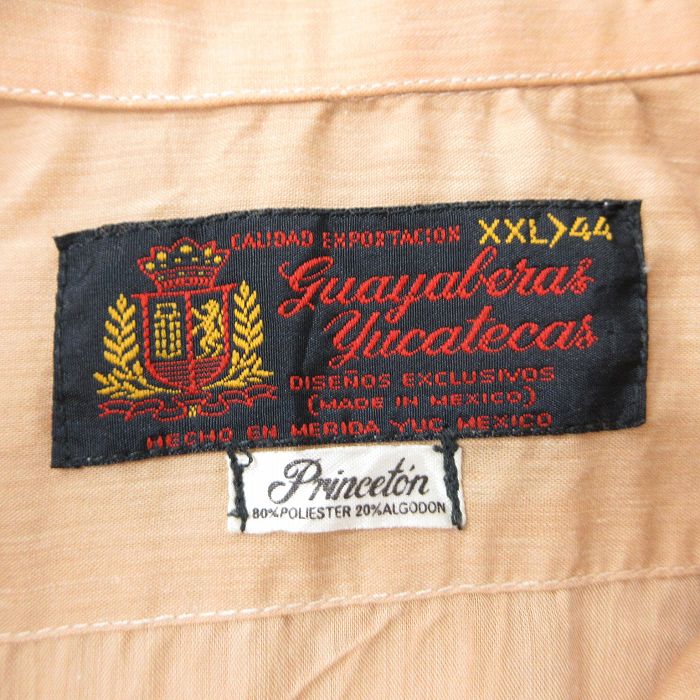 CALIDAD EXPORTACION XXL>44
Guayaberas
Yucatecas
DISEÑOS EXCLUSIVOS
(MADE IN MEXICO)
HECHO EN MERIDA YUC. MEXICO
Princetón
80%POLIESTER 20%ALGODON